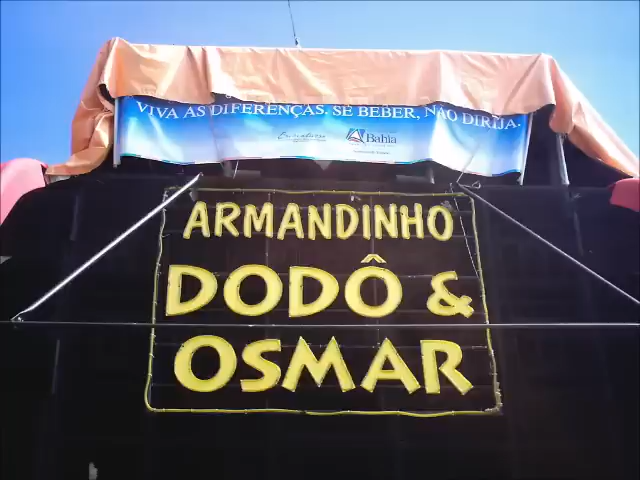 VIVA AS DIFERENÇAS. SE BEBER, NÃO DIRIJA.
Bahia
ARMANDINHO
DODÔ &
OSMAR